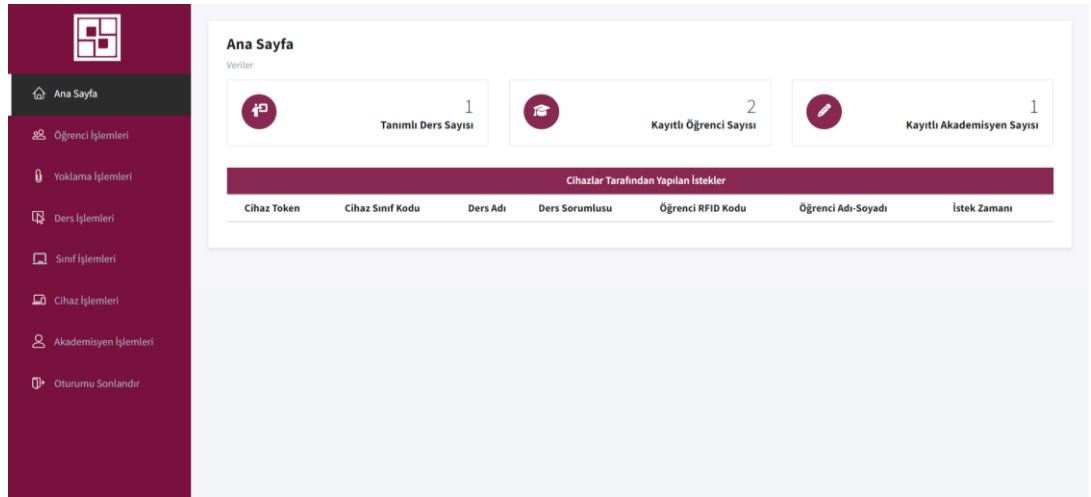 Ana Sayfa
Öğrenci İşlemleri
Yoklama İşlemleri
Ders İşlemleri
Sınıf İşlemleri
Cihaz İşlemleri
Akademisyen İşlemleri
Oturumu Sonlandır
Ana Sayfa
Veriler
1
Tanımlı Ders Sayısı
2
Kayıtlı Öğrenci Sayısı
1
Kayıtlı Akademisyen Sayısı
Cihazlar Tarafından Yapılan İstekler
Cihaz Token Cihaz Sınıf Kodu Ders Adı Ders Sorumlusu Öğrenci RFID Kodu Öğrenci Adı-Soyadı İstek Zamanı